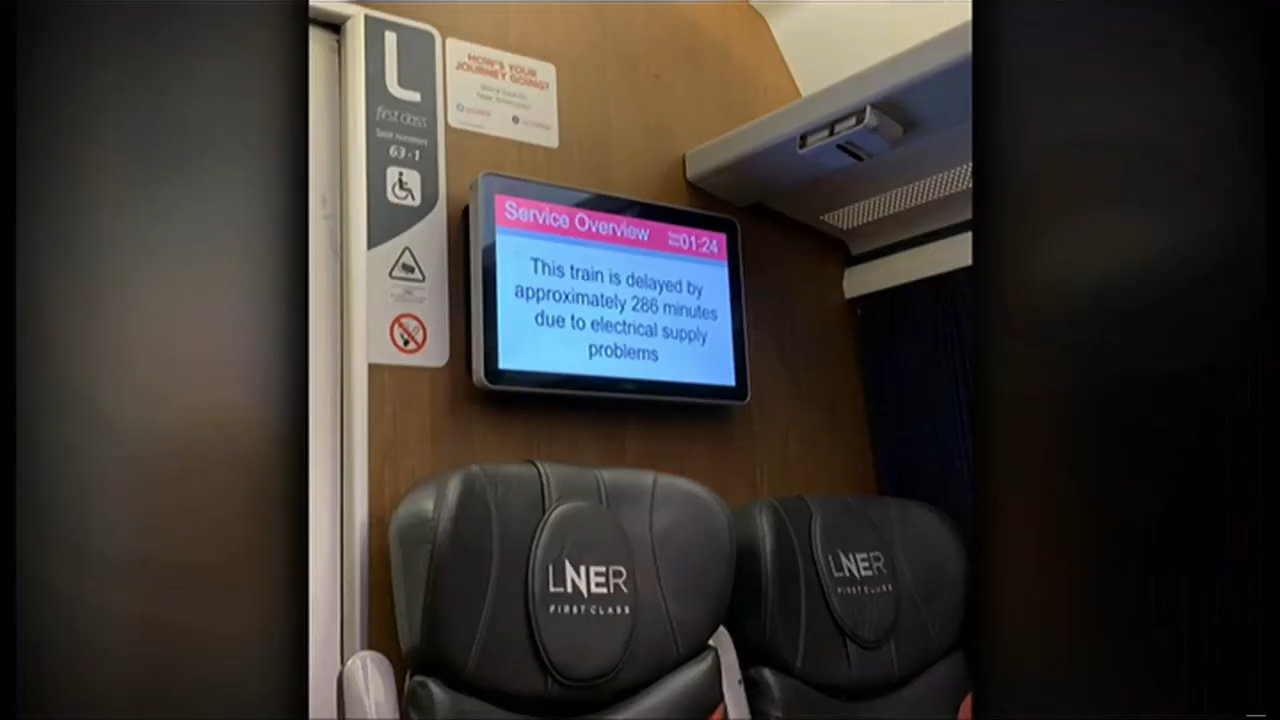 L
first class
Seat numbers
63-1
HOW'S YOUR
JOURNEY GOING?
Service Overview
01:24
This train is delayed by
approximately 286 minutes
due to electrical supply
problems
LNER
FIRST CLASS
LNER
FIRST CLASS